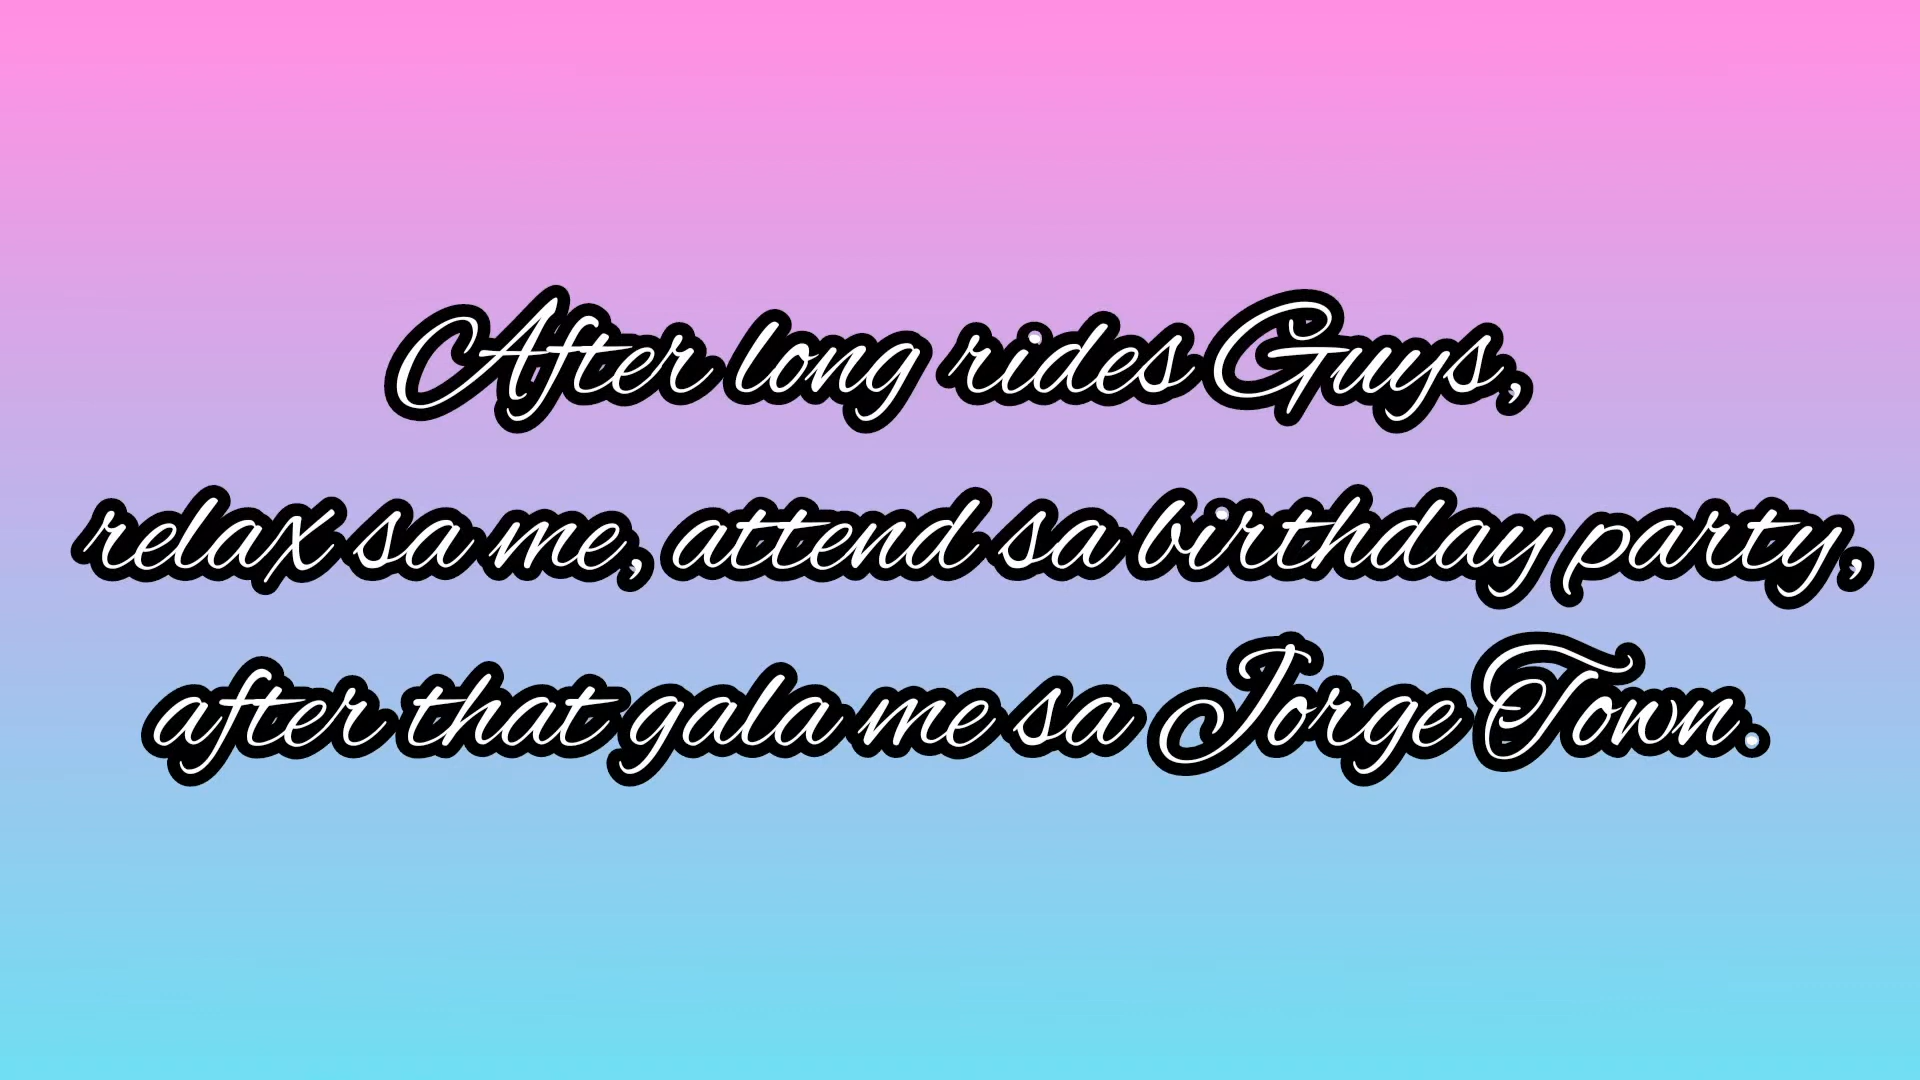 After long rides Guys,
relax sa me, attend sa birthday party,
after that gala me sa Jorge Town.